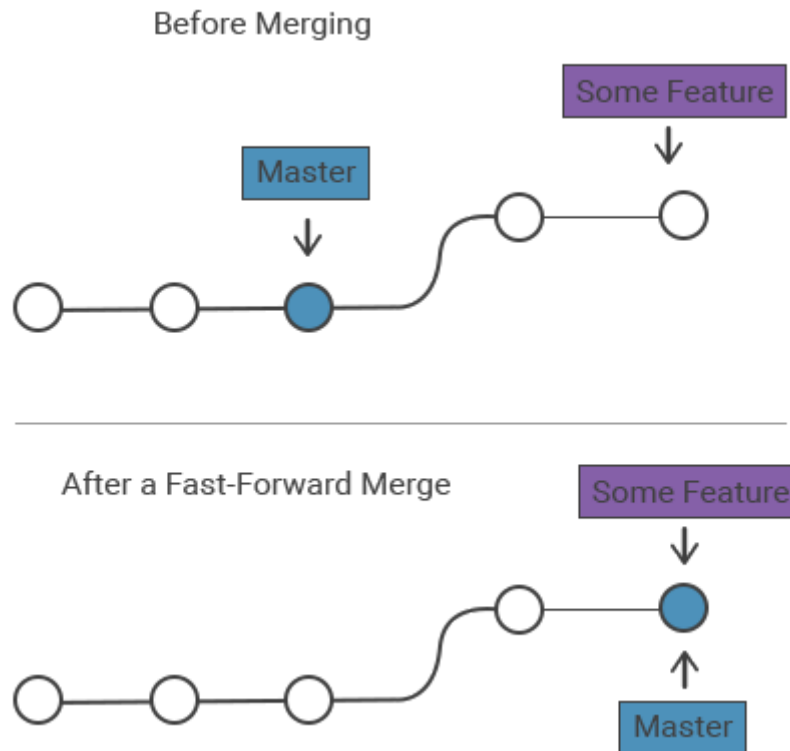 Before Merging
Some Feature
Master
After a Fast-Forward Merge
Some Feature
Master